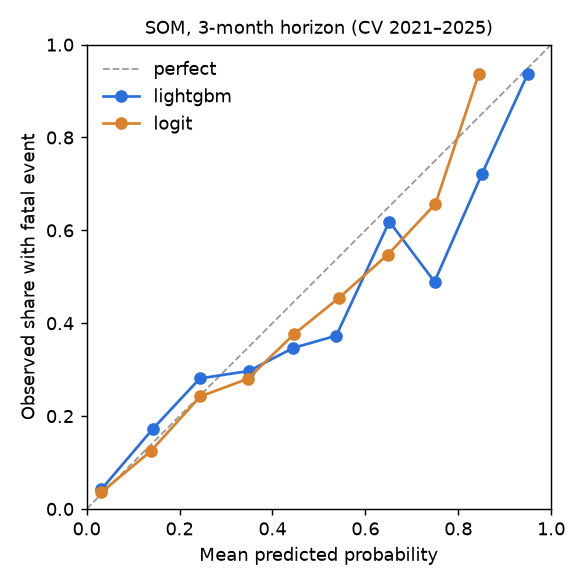 SOM, 3-month horizon (CV 2021–2025)
perfect
lightgbm
logit
Observed share with fatal event
1.0
0.8
0.6
0.4
0.2
0.0
0.0 0.2 0.4 0.6 0.8 1.0
Mean predicted probability